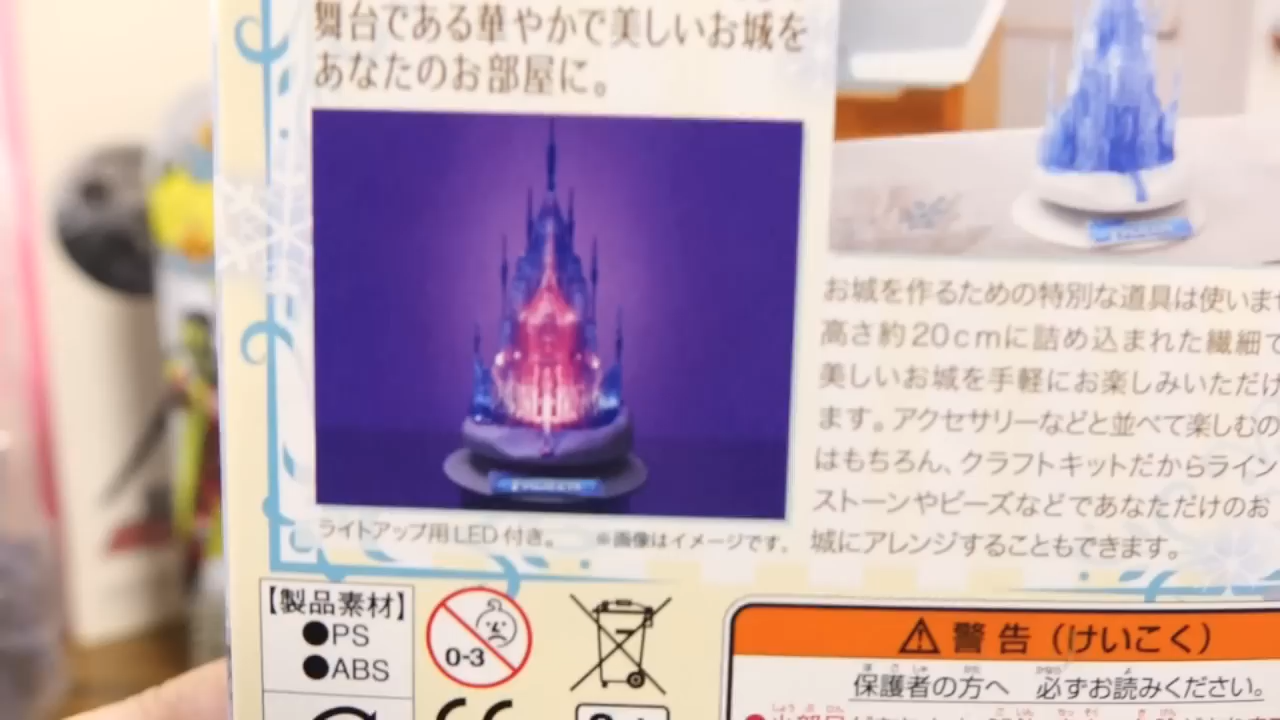 舞台である華やかで美しいお城を
あなたのお部屋に。
ライトアップ用LED付き。 ※画像はイメージです。
お城を作るための特別な道具は使いま
高さ約20cmに詰め込まれた繊細で
美しいお城を手軽にお楽しみいただけ
ます。アクセサリーなどと並べて楽しむの
はもちろん、クラフトキットだからライン
ストーンやビーズなどであなただけのお
城にアレンジすることもできます。
【製品素材】
●PS
●ABS
0-3
警告（けいこく）
保護者の方へ 必ずお読みください。